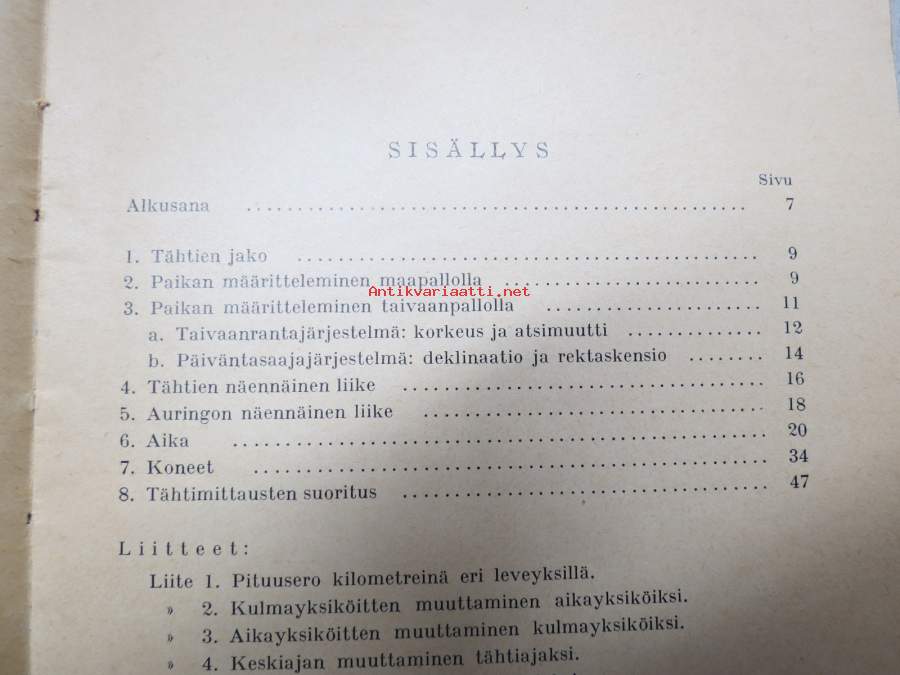 SISÄLLYS
Sivu
Alkusana .......................................... 7
1. Tähtien jako .......................................... 9
2. Paikan määritteleminen maapallolla .................... 9
Antikvariaatti.net
3. Paikan määritteleminen taivaanpallolla .................. 11
a. Taivaanrantajärjestelmä: korkeus ja atsimuutti ............ 12
b. Päiväntasaajajärjestelmä: deklinaatio ja rektaskensio ........ 14
4. Tähtien näennäinen liike .............................. 16
5. Auringon näennäinen liike ............................ 18
6. Aika .............................................. 20
7. Koneet ............................................ 34
8. Tähtimittausten suoritus .............................. 47
Liitteet:
Liite 1. Pituusero kilometreinä eri leveyksillä.
» 2. Kulmayksiköitten muuttaminen aikayksiköiksi.
» 3. Aikayksiköitten muuttaminen kulmayksiköiksi.
» 4. Keskiajan muuttaminen tähtiajaksi.